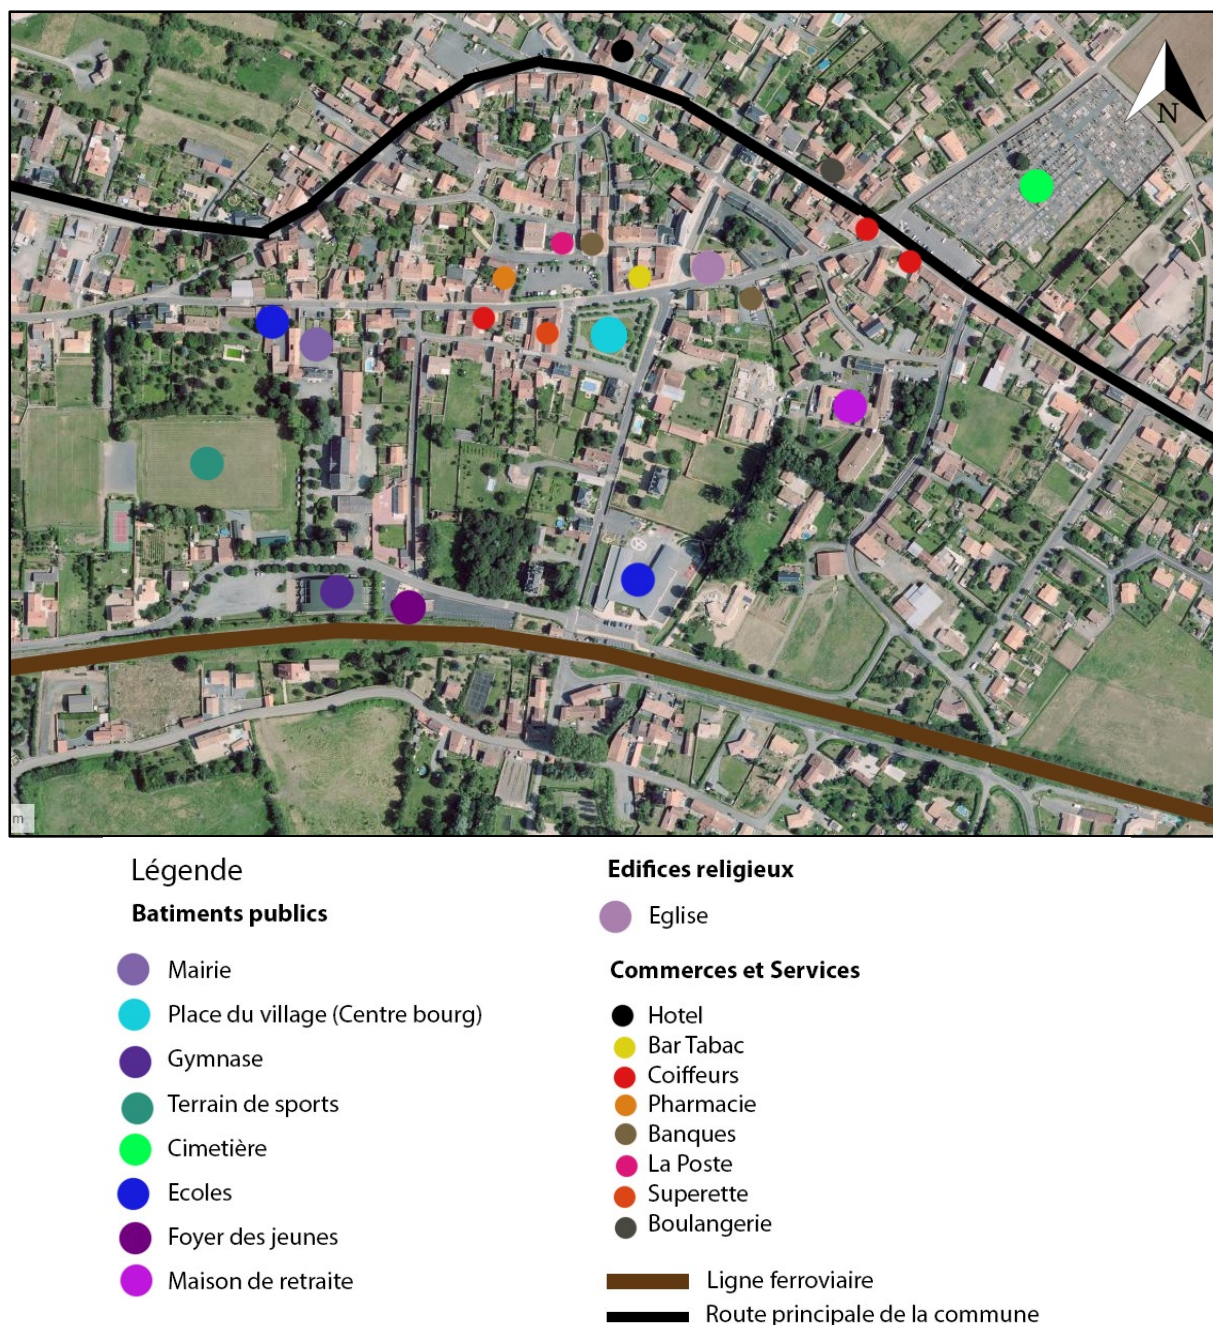 N
m
Légende
Batiments publics
Mairie
Place du village (Centre bourg)
Gymnase
Terrain de sports
Cimetière
Ecoles
Foyer des jeunes
Maison de retraite
Edifices religieux
Eglise
Commerces et Services
Hotel
Bar Tabac
Coiffeurs
Pharmacie
Banques
La Poste
Superette
Boulangerie
Ligne ferroviaire
Route principale de la commune